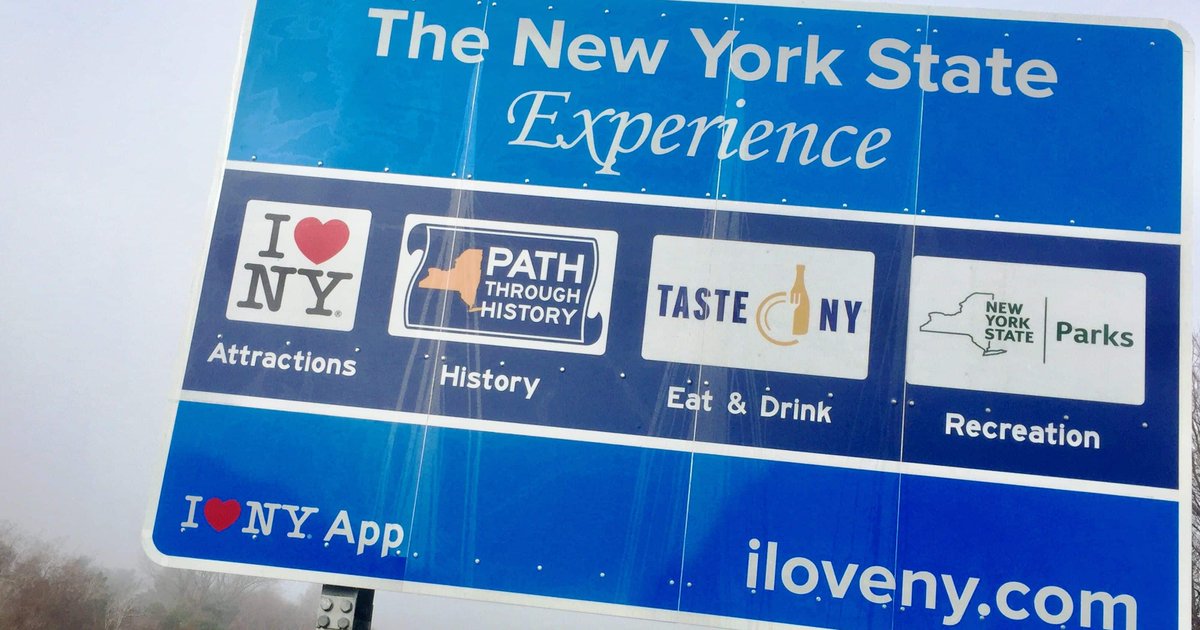 The New York State
Experience
I ❤ NY®
PATH
THROUGH
HISTORY
TASTE NY
NEW
YORK
STATE
Parks
Attractions
History
Eat & Drink
Recreation
I ❤ NY App
iloveny.com